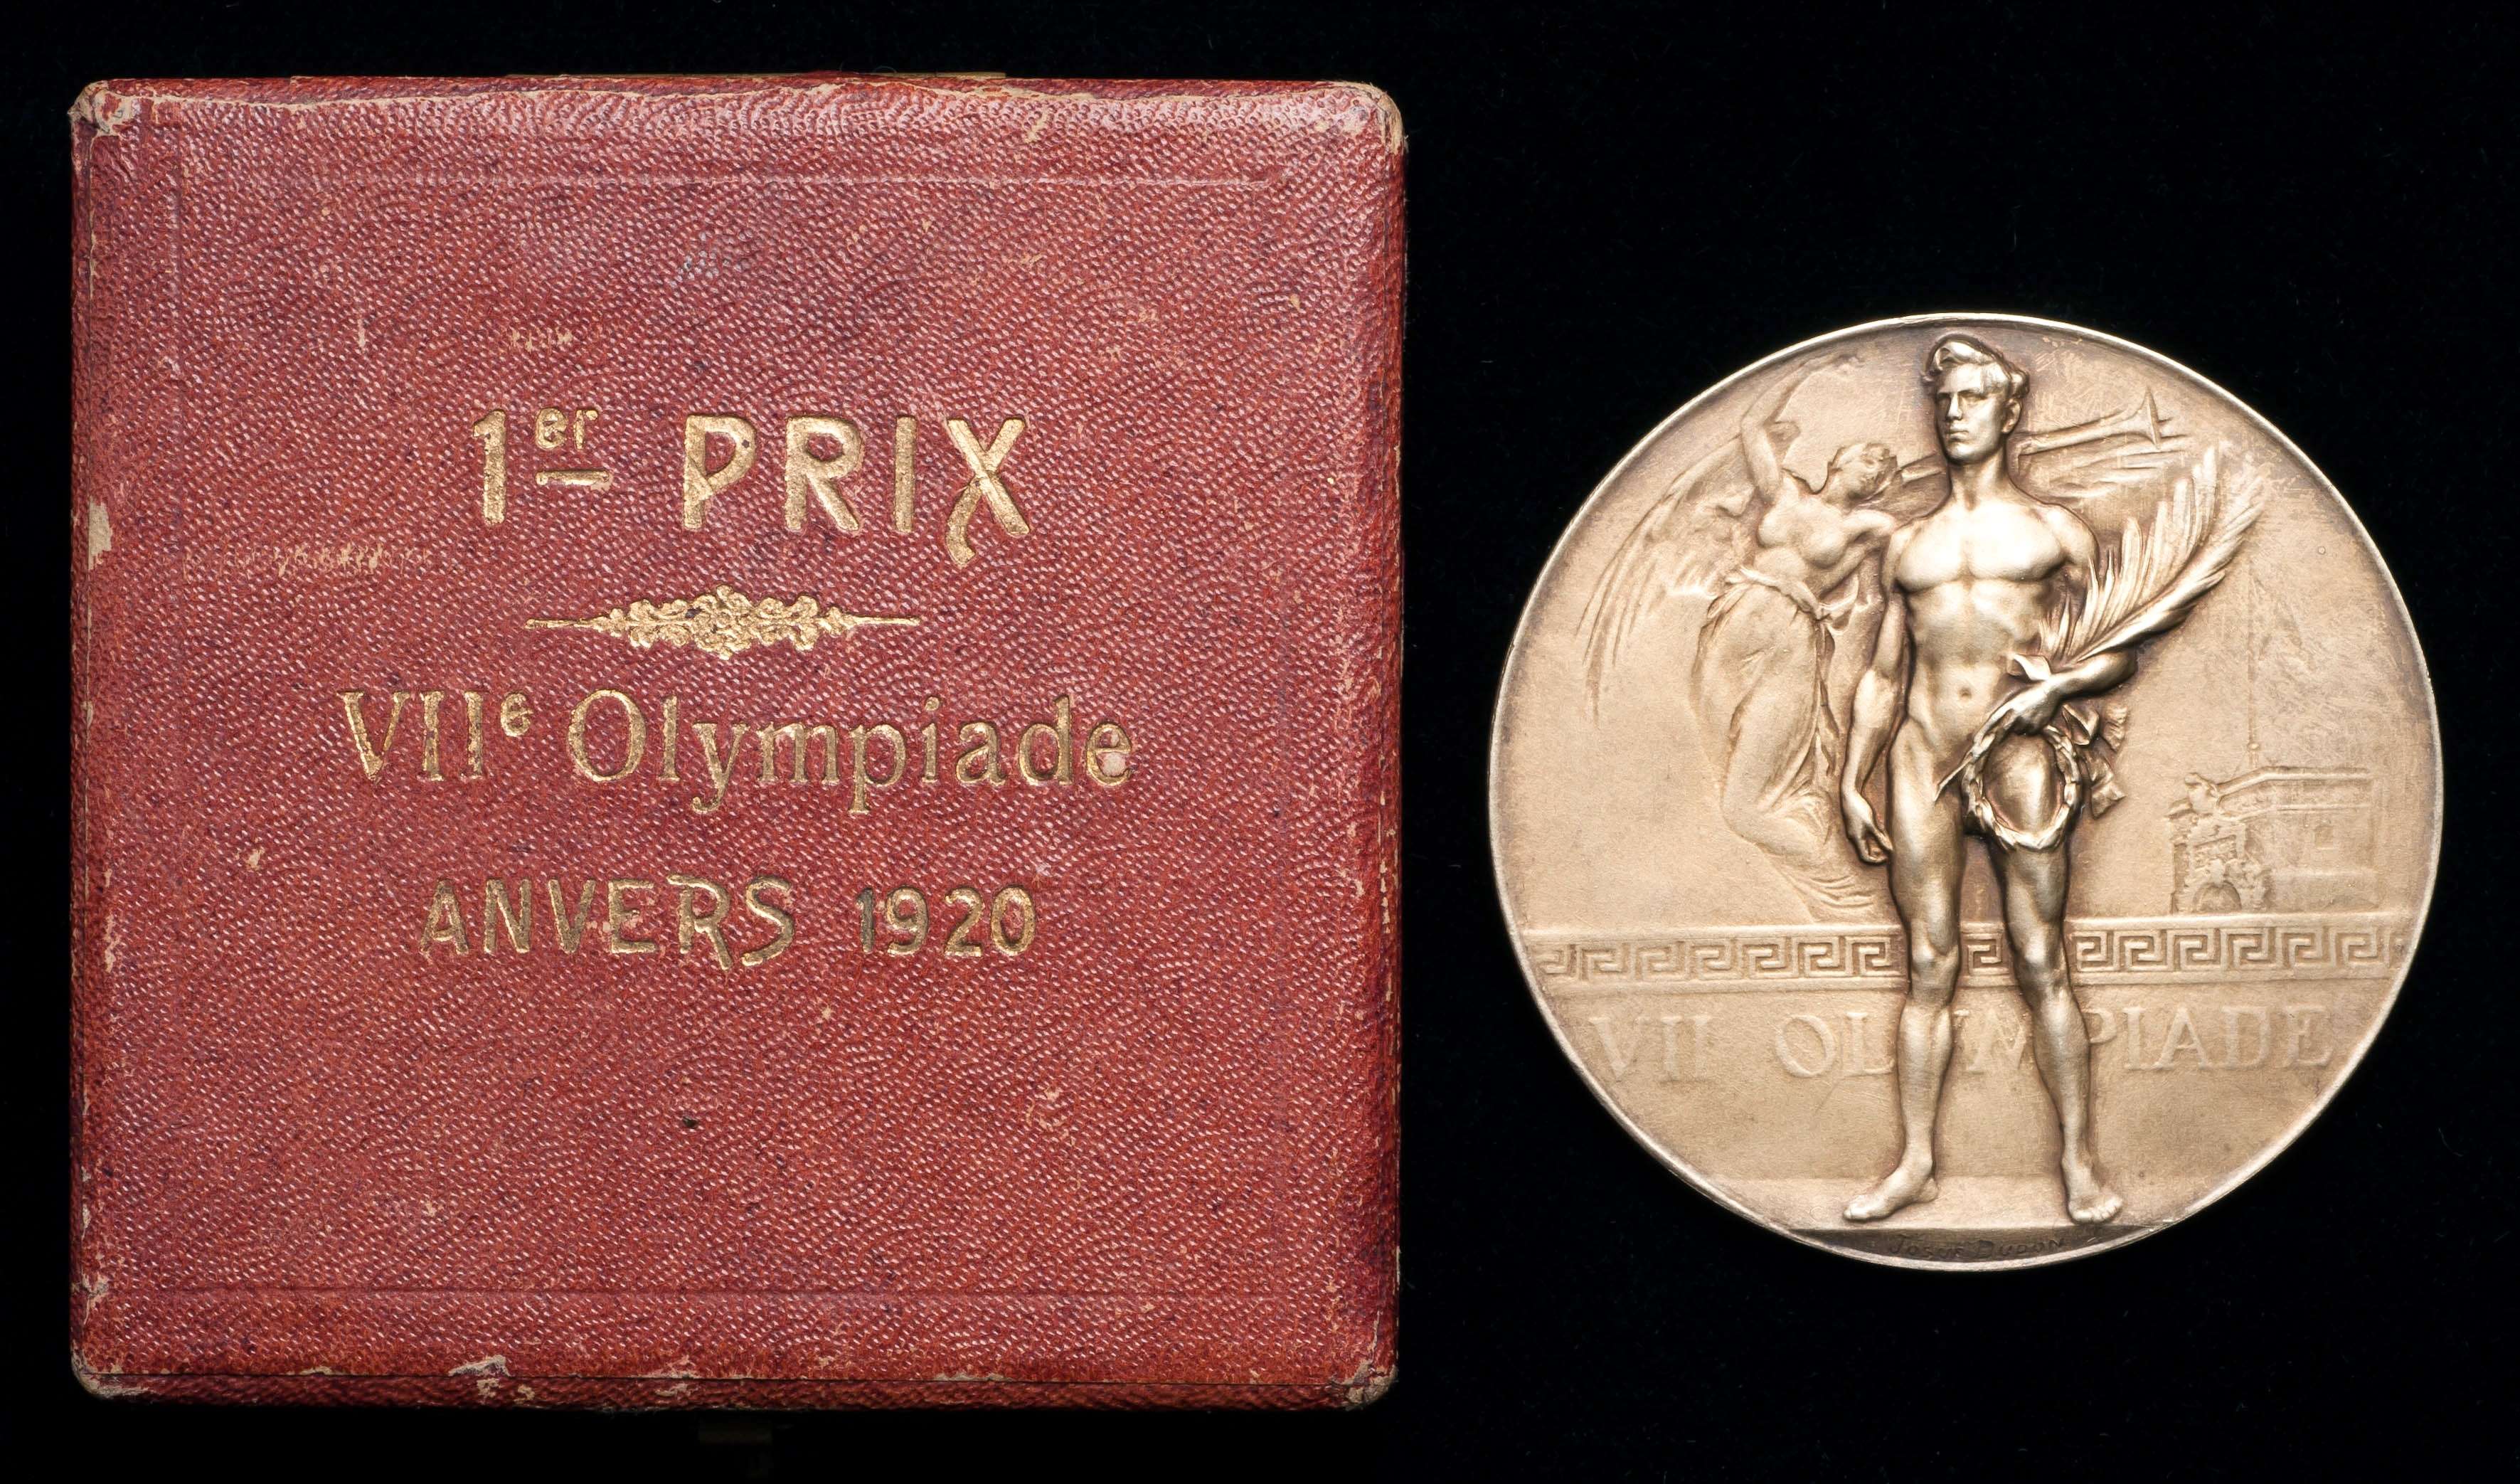 1er PRIX
VIIe Olympiade
ANVERS 1920
VII OLYMPIADE
JOSUE DUPON